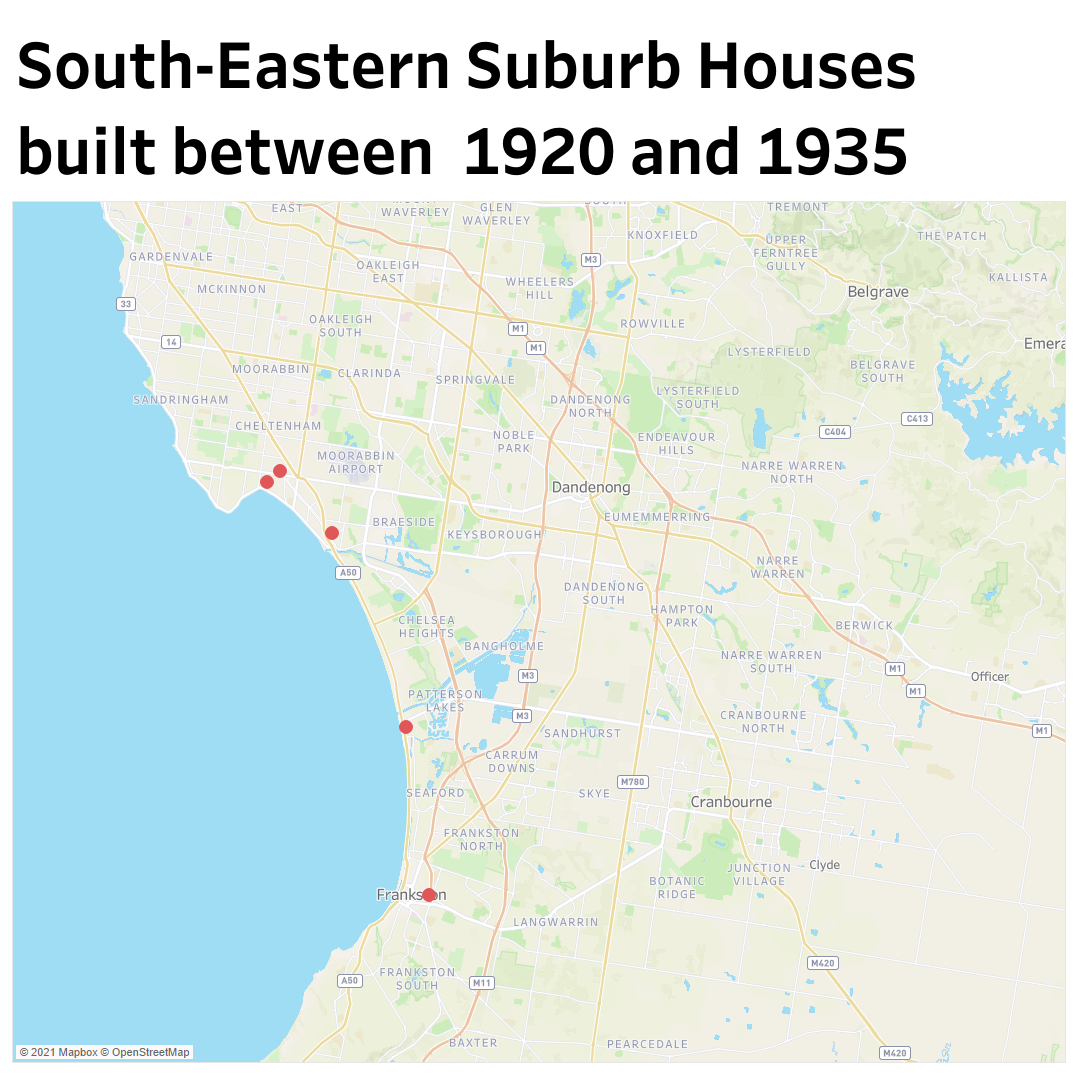 South-Eastern Suburb Houses
built between 1920 and 1935
EAST
WAVERLEY
GLEN
WAVERLEY
TREMONT
KNOXFIELD
UPPER
FERNTREE
GULLY
THE PATCH
GARDENVALE
OAKLEIGH
EAST
M3
KALLISTA
MCKINNON
WHEELERS
HILL
Belgrave
33
OAKLEIGH
SOUTH
M1
ROWVILLE
14
M1
Emera
LYSTERFIELD
MOORABBIN
CLARINDA
SPRINGVALE
BELGRAVE
SOUTH
SANDRINGHAM
DANDENONG
NORTH
LYSTERFIELD
SOUTH
C413
CHELTENHAM
C404
NOBLE
PARK
ENDEAVOUR
HILLS
MOORABBIN
AIRPORT
NARRE WARREN
NORTH
Dandenong
BRAESIDE
KEYSBOROUGH
EUMEMMERRING
A50
NARRE
WARREN
DANDENONG
SOUTH
HAMPTON
PARK
CHELSEA
HEIGHTS
BERWICK
BANGHOLME
NARRE WARREN
SOUTH
M1
M3
Officer
PATTERSON
LAKES
M1
M3
CRANBOURNE
NORTH
SANDHURST
M1
CARRUM
DOWNS
M780
SEAFORD
SKYE
Cranbourne
FRANKSTON
NORTH
JUNCTION
VILLAGE
Clyde
BOTANIC
RIDGE
Frankston
LANGWARRIN
M420
FRANKSTON
SOUTH
A50
M11
BAXTER
PEARCEDALE
M420
© 2021 Mapbox © OpenStreetMap